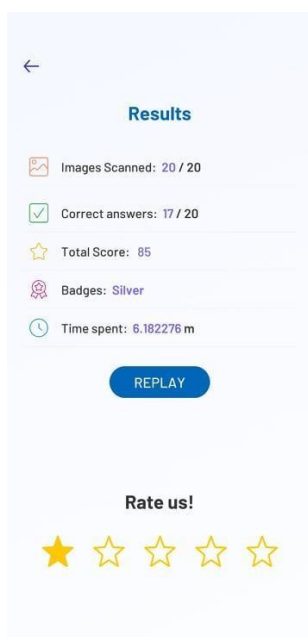 Results
Images Scanned: 20 / 20
Correct answers: 17 / 20
Total Score: 85
Badges: Silver
Time spent: 6.182276 m
REPLAY
Rate us!